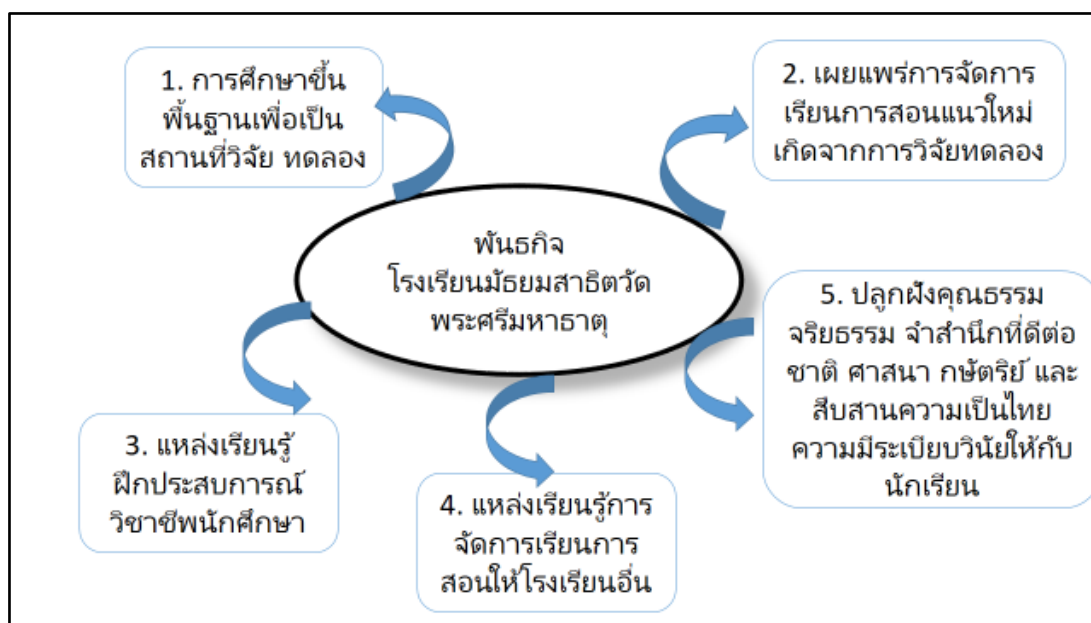 1. การศึกษาขึ้น
พื้นฐานเพื่อเป็น
สถานที่วิจัย ทดลอง
2. เผยแพร่การจัดการ
เรียนการสอนแนวใหม่
เกิดจากการวิจัยทดลอง
พันธกิจ
โรงเรียนมัธยมสาธิตวัด
พระศรีมหาธาตุ
3. แหล่งเรียนรู้
ฝึกประสบการณ์
วิชาชีพนักศึกษา
4. แหล่งเรียนรู้การ
จัดการเรียนการ
สอนให้โรงเรียนอื่น
5. ปลูกฝังคุณธรรม
จริยธรรม จำสำนึกที่ดีต่อ
ชาติ ศาสนา กษัตริย์ และ
สืบสานความเป็นไทย
ความมีระเบียบวินัยให้กับ
นักเรียน